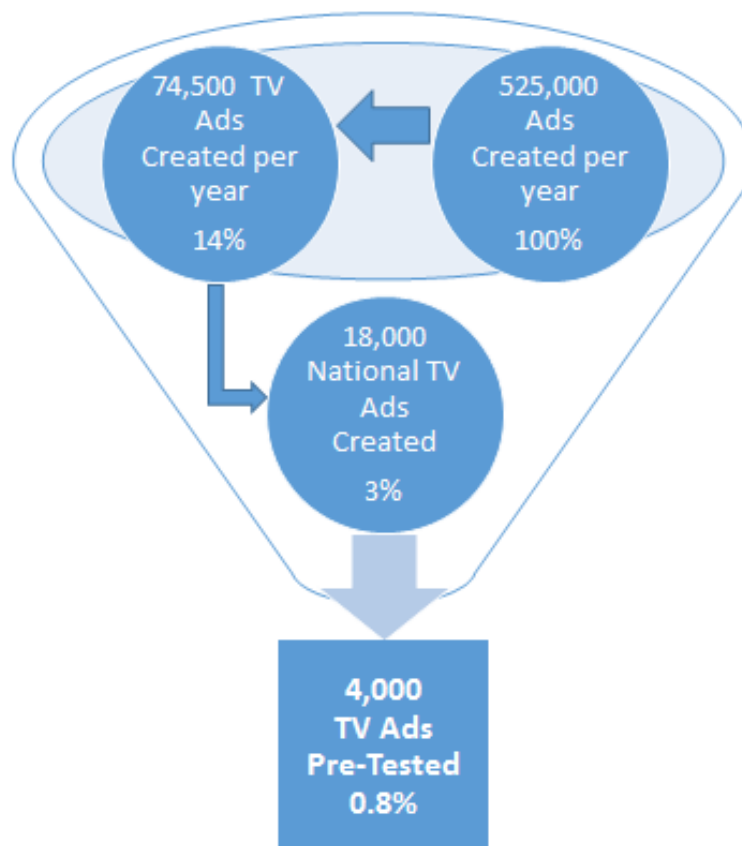 74,500 TV
Ads
Created per
year
14%
525,000
Ads
Created per
year
100%
18,000
National TV
Ads
Created
3%
4,000
TV Ads
Pre-Tested
0.8%